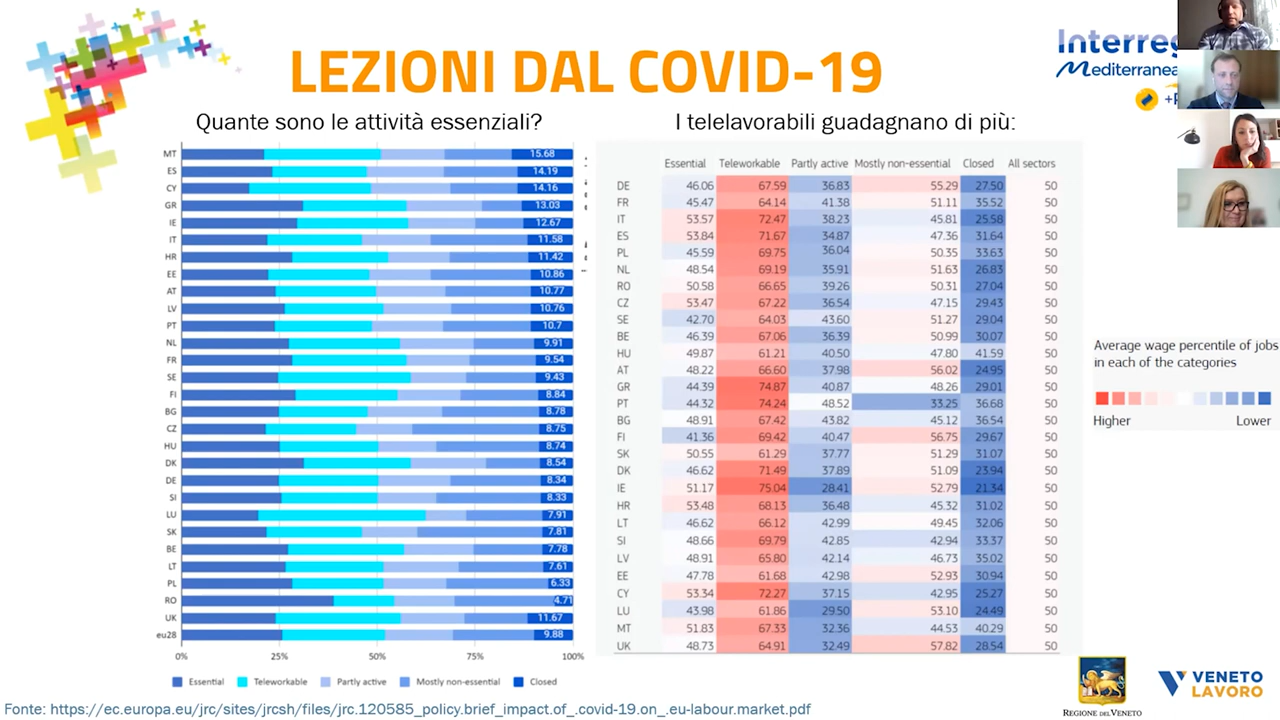 LEZIONI DAL COVID-19
Interreg
Mediterranea
Quante sono le attività essenziali?
I telelavorabili guadagnano di più:
MT 15.68
ES 14.19
CY 14.16
GR 13.03
IE 12.67
IT 11.58
HR 11.42
EE 10.86
AT 10.77
LV 10.76
PT 10.7
NL 9.91
FR 9.54
SE 9.43
FI 8.84
BG 8.78
CZ 8.75
HU 8.74
DK 8.54
DE 8.34
SI 8.33
LU 7.91
SK 7.81
BE 7.78
LT 7.61
PL 6.33
RO 4.71
UK 11.67
eu28 9.88
0% 25% 50% 75% 100%
Essential Teleworkable Partly active Mostly non-essential Closed
Essential Teleworkable Partly active Mostly non-essential Closed All sectors
DE 46.06 67.59 36.83 55.29 27.50 50
FR 45.47 64.14 41.38 51.11 35.52 50
IT 53.57 72.47 38.23 45.81 25.58 50
ES 53.84 71.67 34.87 47.36 31.64 50
PL 45.59 69.75 36.04 50.35 33.63 50
NL 48.54 69.19 35.91 51.63 26.83 50
RO 50.58 66.65 39.26 50.31 27.04 50
CZ 53.47 67.22 36.54 47.15 29.43 50
SE 42.70 64.03 43.60 51.27 29.04 50
BE 46.39 67.06 36.39 50.99 30.07 50
HU 49.87 61.21 40.50 47.80 41.59 50
AT 48.22 66.60 37.98 56.02 24.95 50
GR 44.39 74.87 40.87 48.26 29.01 50
PT 44.32 74.24 48.52 33.25 36.68 50
BG 48.91 67.42 43.82 45.12 36.54 50
FI 41.36 69.42 40.47 56.75 29.67 50
SK 50.55 61.29 37.77 51.29 31.07 50
DK 46.62 71.49 37.89 51.09 23.94 50
IE 51.17 75.04 28.41 52.79 21.34 50
HR 53.48 68.13 36.48 45.32 31.02 50
LT 46.62 66.12 42.99 49.45 32.06 50
SI 48.66 69.79 42.85 42.94 33.37 50
LV 48.91 65.80 42.14 46.73 35.02 50
EE 47.78 61.68 42.98 52.93 30.94 50
CY 53.34 72.27 37.15 42.95 25.27 50
LU 43.98 61.86 29.50 53.10 24.49 50
MT 51.83 67.33 32.36 44.53 40.29 50
UK 48.73 64.91 32.49 57.82 28.54 50
Average wage percentile of jobs
in each of the categories
Higher Lower
REGIONE DEL VENETO
VENETO
LAVORO
Fonte: https://ec.europa.eu/jrc/sites/jrcsh/files/jrc.120585_policy.brief_impact.of_.covid-19.on_.eu-labour.market.pdf